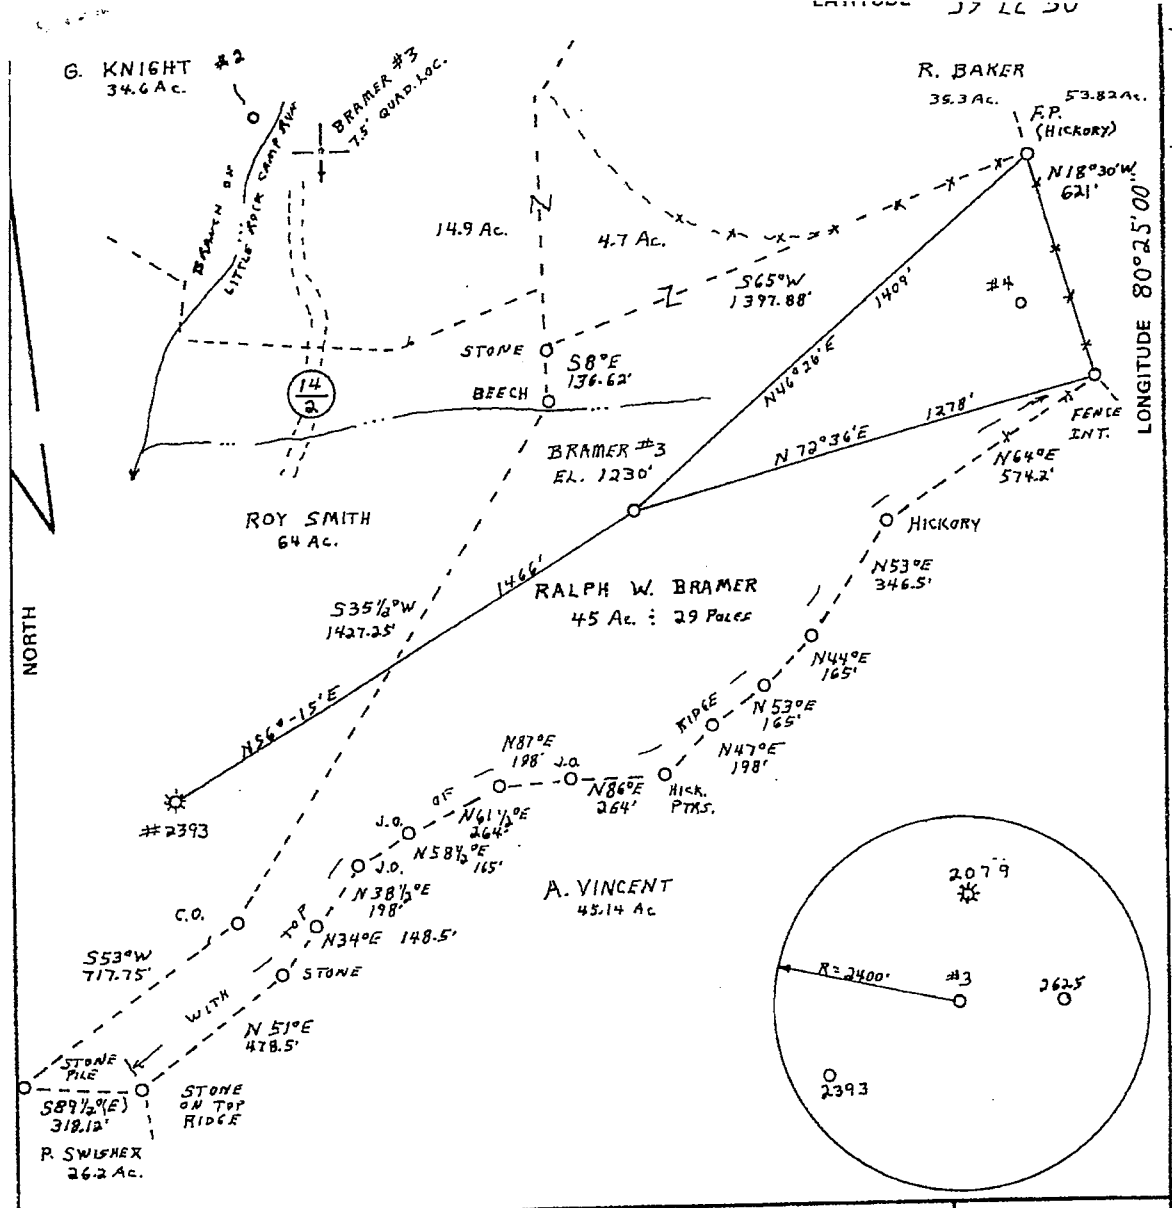 LATITUDE
G. KNIGHT
34.6 Ac.
#2
BRAMER #3
7.5' QUAD. LOC.
R. BAKER
35.3 Ac.
53.82 Ac.
F.P.
(HICKORY)
N18°30'W
621'
BRANCH ON
LITTLE ROCK CAMP RUN
14.9 Ac.
4.7 Ac.
S65°W
1397.88'
1409'
N46°26'E
#4
LONGITUDE 80°25'00"
STONE
S8°E
136.62'
BEECH
14
2
BRAMER #3
EL. 1230'
1278'
N 72°36'E
FENCE
INT.
N64°E
574.2'
ROY SMITH
64 Ac.
HICKORY
N53°E
346.5'
1466'
RALPH W. BRAMER
45 Ac. : 29 Poles
S35½°W
1427.25'
NORTH
N44°E
165'
N53°E
165'
RIDGE
N47°E
198'
N56°-15'E
N87°E
198'
J.O.
N86°E
264'
HICK.
PTRS.
#2393
OF
N61½°E
264'
J.O.
N58½°E
165'
J.O.
N38½°E
198'
A. VINCENT
45.14 Ac
C.O.
TOP
N34°E 148.5'
S53°W
717.75'
STONE
WITH
N 51°E
478.5'
STONE
PILE
S89½°(E)
318.12'
STONE
ON TOP
RIDGE
P. SWISHER
26.2 Ac.
2079
R=2400'
#3
2625
2393